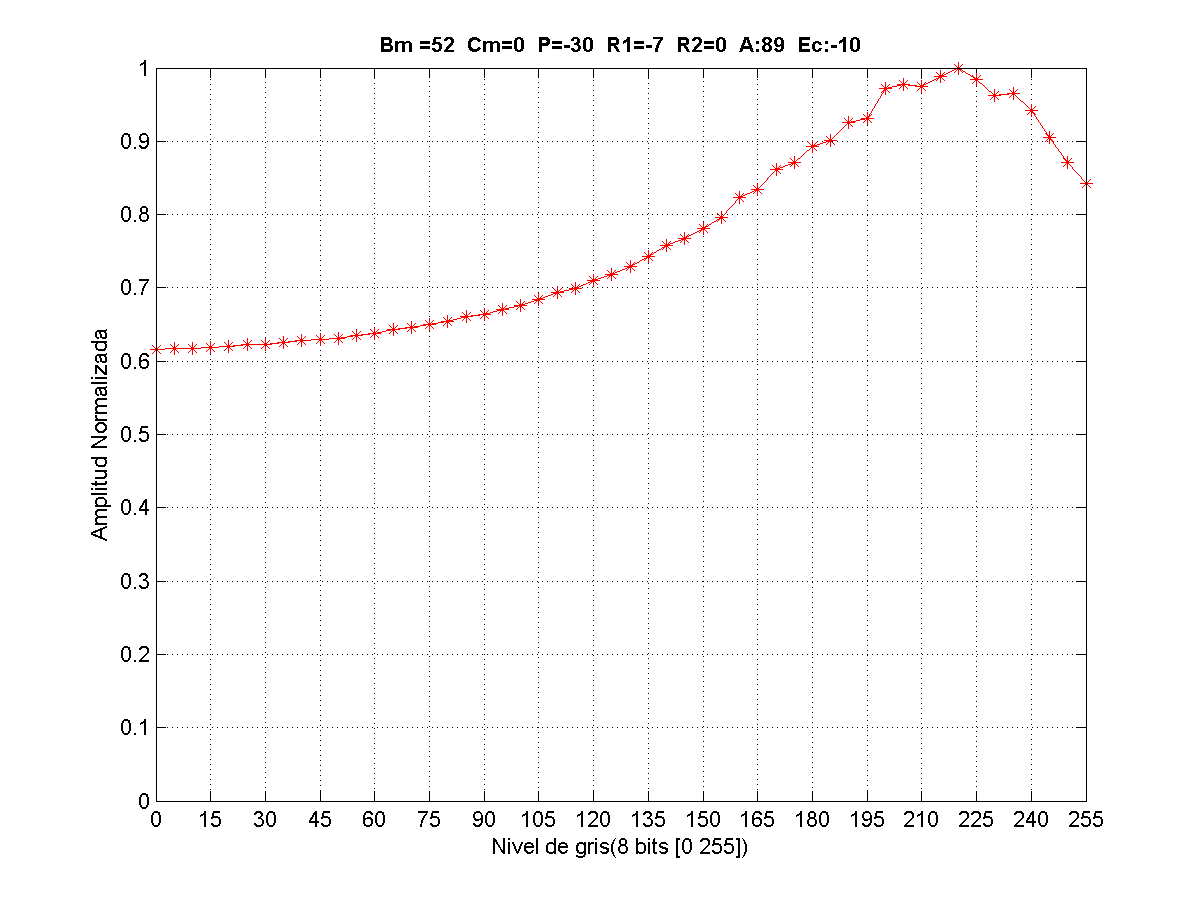 Bm =52  Cm=0  P=-30  R1=-7  R2=0  A:89  Ec:-10
1
0.9
0.8
0.7
0.6
0.5
0.4
0.3
0.2
0.1
0
Amplitud Normalizada
0 15 30 45 60 75 90 105 120 135 150 165 180 195 210 225 240 255
Nivel de gris(8 bits [0 255])